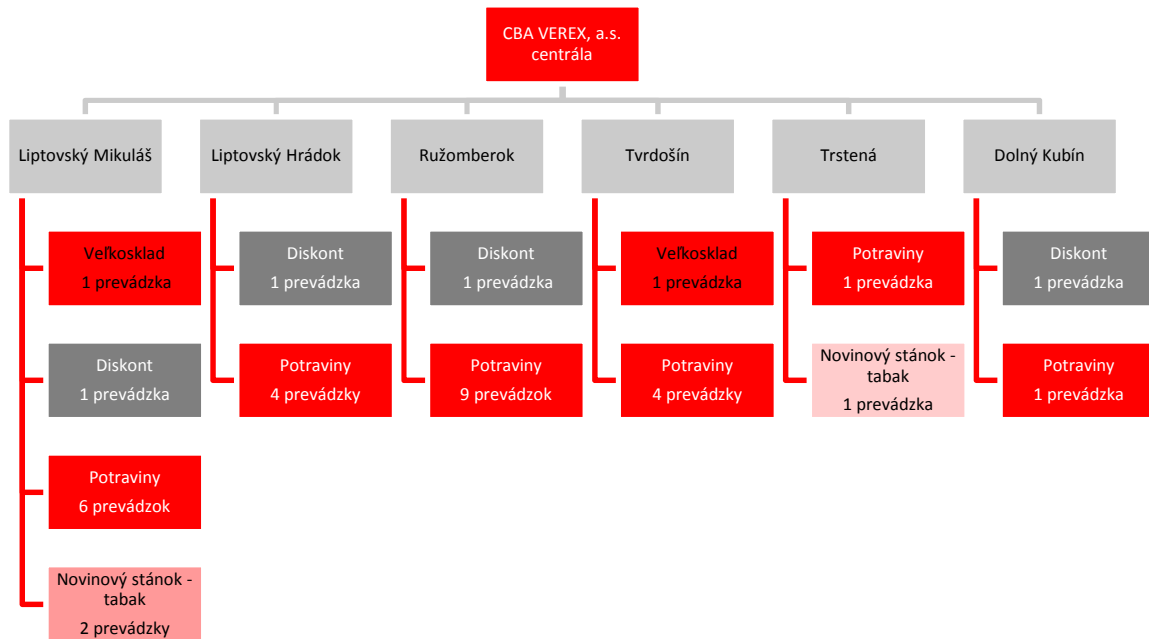 CBA VEREX, a.s.
centrála
Liptovský Mikuláš
Liptovský Hrádok
Ružomberok
Tvrdošín
Trstená
Dolný Kubín
Veľkosklad
1 prevádzka
Diskont
1 prevádzka
Potraviny
6 prevádzok
Novinový stánok -
tabak
2 prevádzky
Diskont
1 prevádzka
Potraviny
4 prevádzky
Diskont
1 prevádzka
Potraviny
9 prevádzok
Veľkosklad
1 prevádzka
Potraviny
4 prevádzky
Potraviny
1 prevádzka
Novinový stánok -
tabak
1 prevádzka
Diskont
1 prevádzka
Potraviny
1 prevádzka